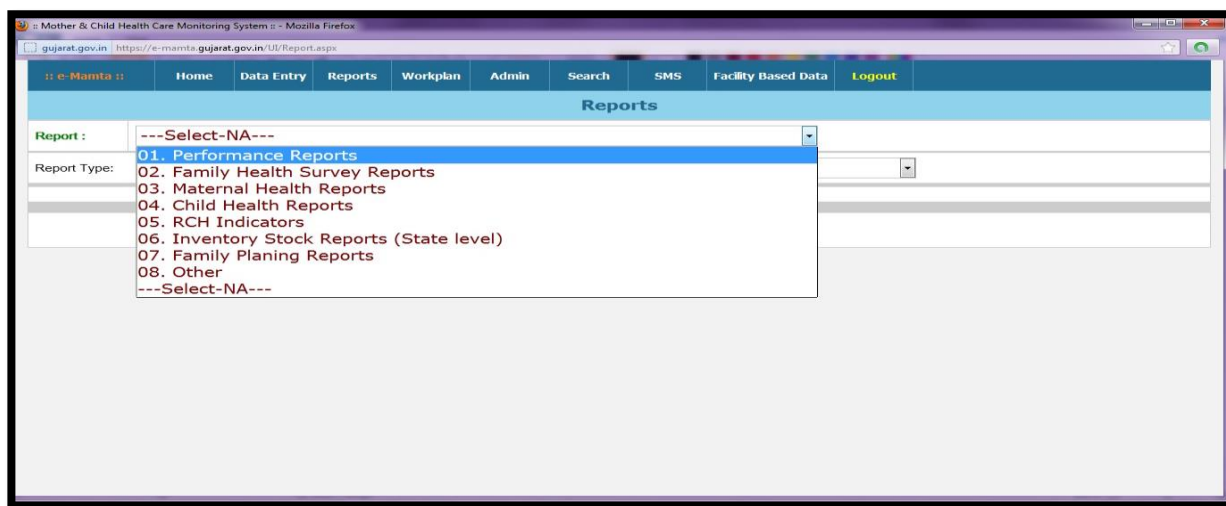 :: Mother & Child Health Care Monitoring System :: - Mozilla Firefox
gujarat.gov.in https://e-mamta.gujarat.gov.in/UI/Report.aspx
:: e-Mamta :: Home Data Entry Reports Workplan Admin Search SMS Facility Based Data Logout
Reports
Report : ---Select-NA---
01. Performance Reports
Report Type:
02. Family Health Survey Reports
03. Maternal Health Reports
04. Child Health Reports
05. RCH Indicators
06. Inventory Stock Reports (State level)
07. Family Planing Reports
08. Other
---Select-NA---